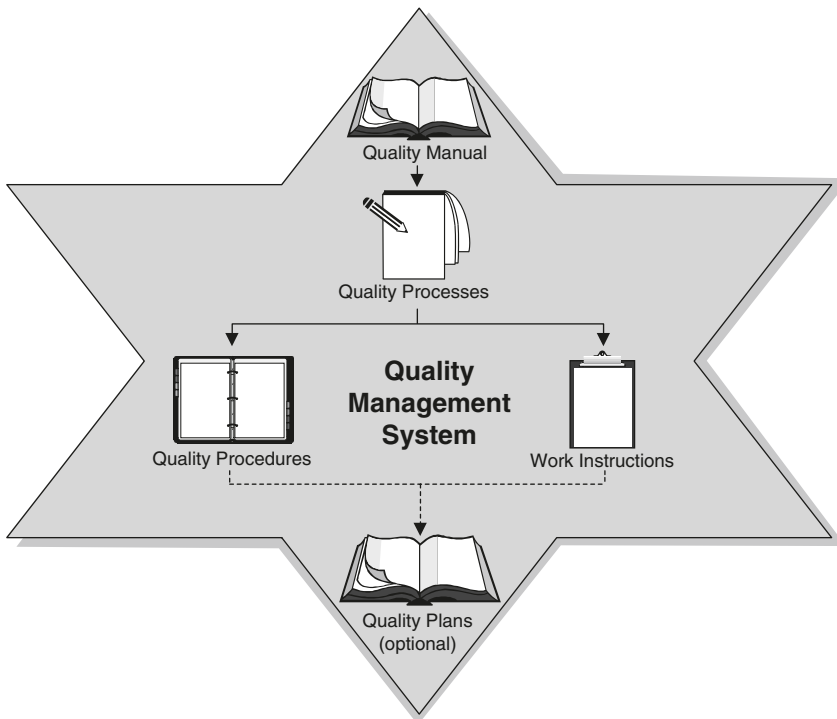 Quality Manual
Quality Processes
Quality
Management
System
Quality Procedures
Work Instructions
Quality Plans
(optional)